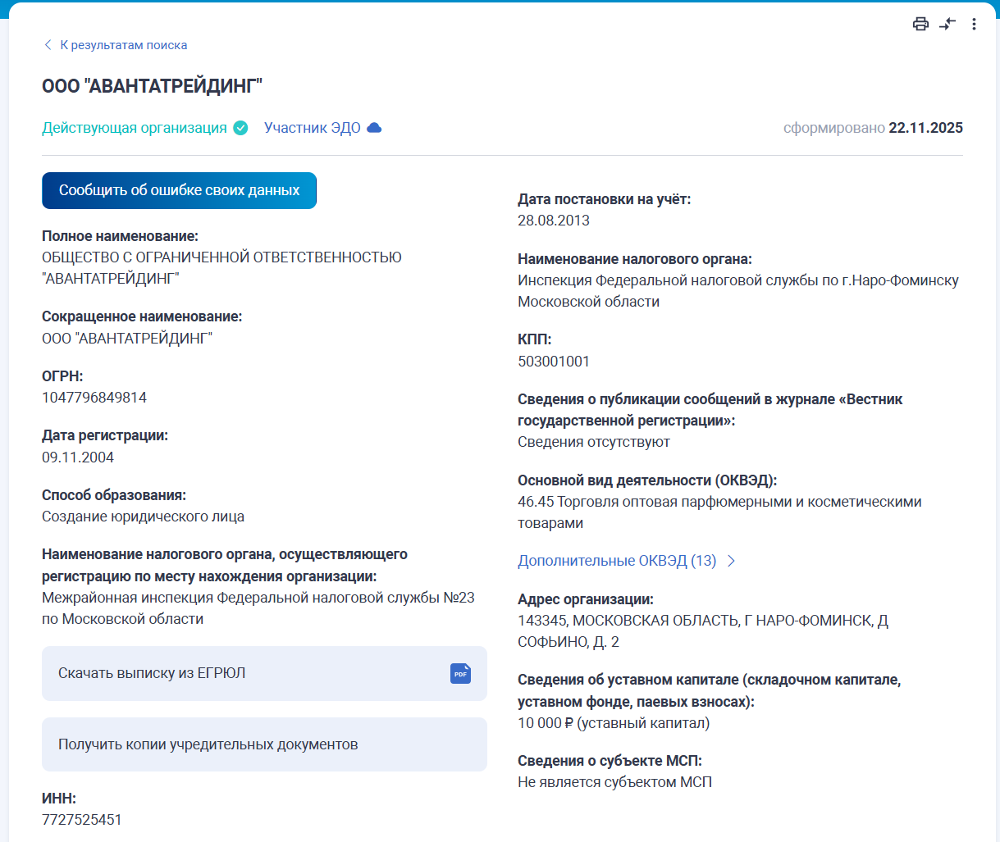 К результатам поиска
ООО "АВАНТАТРЕЙДИНГ"
Действующая организация Участник ЭДО
сформировано 22.11.2025
Сообщить об ошибке своих данных
Полное наименование:
ОБЩЕСТВО С ОГРАНИЧЕННОЙ ОТВЕТСТВЕННОСТЬЮ
"АВАНТАТРЕЙДИНГ"
Сокращенное наименование:
ООО "АВАНТАТРЕЙДИНГ"
ОГРН:
1047796849814
Дата регистрации:
09.11.2004
Способ образования:
Создание юридического лица
Наименование налогового органа, осуществляющего
регистрацию по месту нахождения организации:
Межрайонная инспекция Федеральной налоговой службы №23
по Московской области
Скачать выписку из ЕГРЮЛ
PDF
Получить копии учредительных документов
ИНН:
7727525451
Дата постановки на учёт:
28.08.2013
Наименование налогового органа:
Инспекция Федеральной налоговой службы по г.Наро-Фоминску
Московской области
КПП:
503001001
Сведения о публикации сообщений в журнале «Вестник
государственной регистрации»:
Сведения отсутствуют
Основной вид деятельности (ОКВЭД):
46.45 Торговля оптовая парфюмерными и косметическими
товарами
Дополнительные ОКВЭД (13)
Адрес организации:
143345, МОСКОВСКАЯ ОБЛАСТЬ, Г НАРО-ФОМИНСК, Д
СОФЬИНО, Д. 2
Сведения об уставном капитале (складочном капитале,
уставном фонде, паевых взносах):
10 000 ₽ (уставный капитал)
Сведения о субъекте МСП:
Не является субъектом МСП